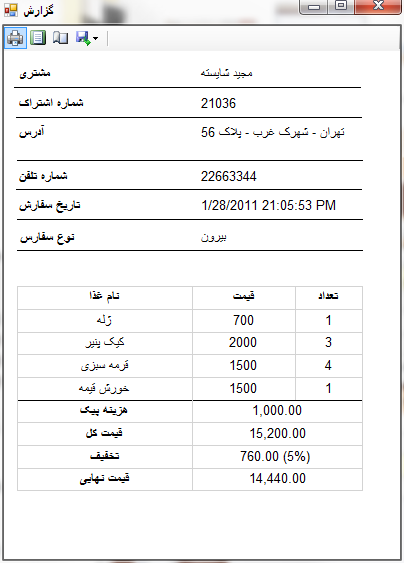 گزارش
مشتری مجید شایسته
شماره اشتراک 21036
آدرس تهران - شهرک غرب - پلاک 56
شماره تلفن 22663344
تاریخ سفارش 1/28/2011 21:05:53 PM
نوع سفارس بیرون
نام غذا قیمت تعداد
ژله 700 1
کیک پنیر 2000 3
قرمه سبزی 1500 4
خورش قیمه 1500 1
هزینه پیک 1,000.00
قیمت کل 15,200.00
تخفیف 760.00 (5%)
قیمت نهایی 14,440.00